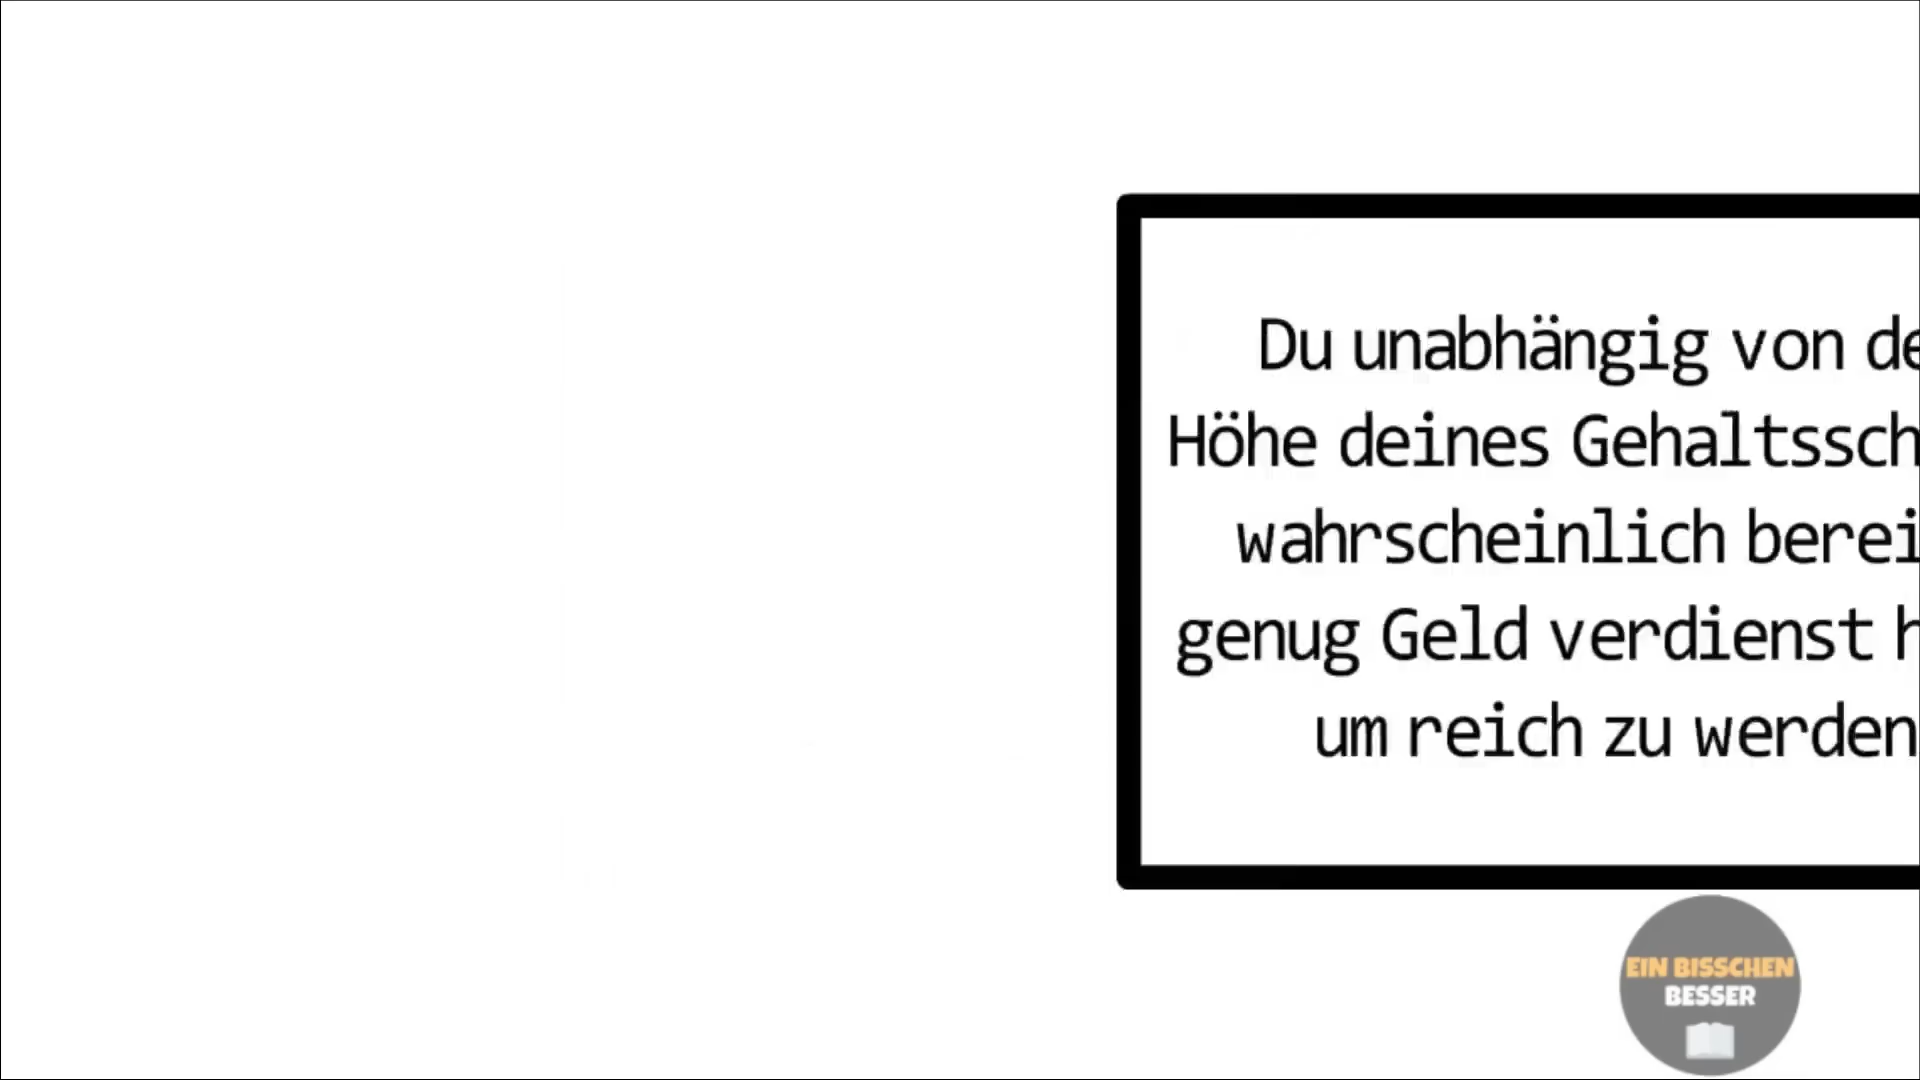 Du unabhängig von de
Höhe deines Gehaltssch
wahrscheinlich berei
genug Geld verdienst h
um reich zu werden
EIN BISSCHEN
BESSER